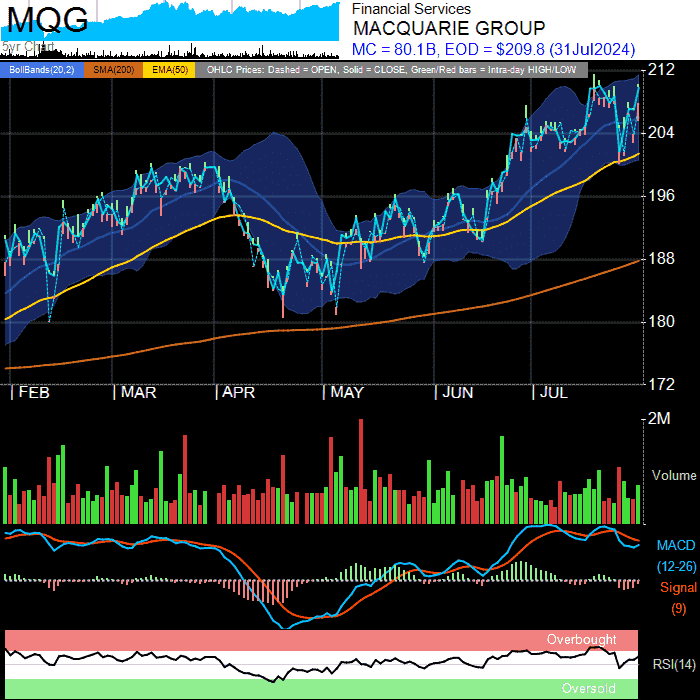 MQG
5yr Chart
Financial Services
MACQUARIE GROUP
MC = 80.1B, EOD = $209.8 (31Jul2024)
BollBands(20,2) SMA(200) EMA(50) OHLC Prices: Dashed = OPEN, Solid = CLOSE, Green/Red bars = Intra-day HIGH/LOW
212
204
196
188
180
172
| FEB | MAR | APR | MAY | JUN | JUL
2M
Volume
MACD
(12-26)
Signal
(9)
Overbought
RSI(14)
Oversold